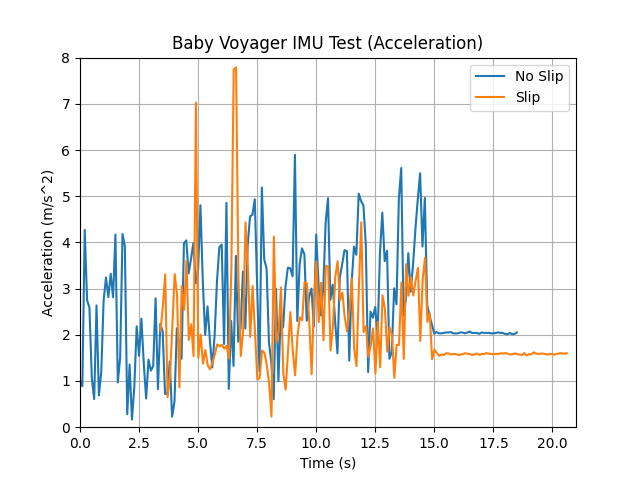 Baby Voyager IMU Test (Acceleration)
No Slip
Slip
Acceleration (m/s^2)
8
7
6
5
4
3
2
1
0
0.0 2.5 5.0 7.5 10.0 12.5 15.0 17.5 20.0
Time (s)